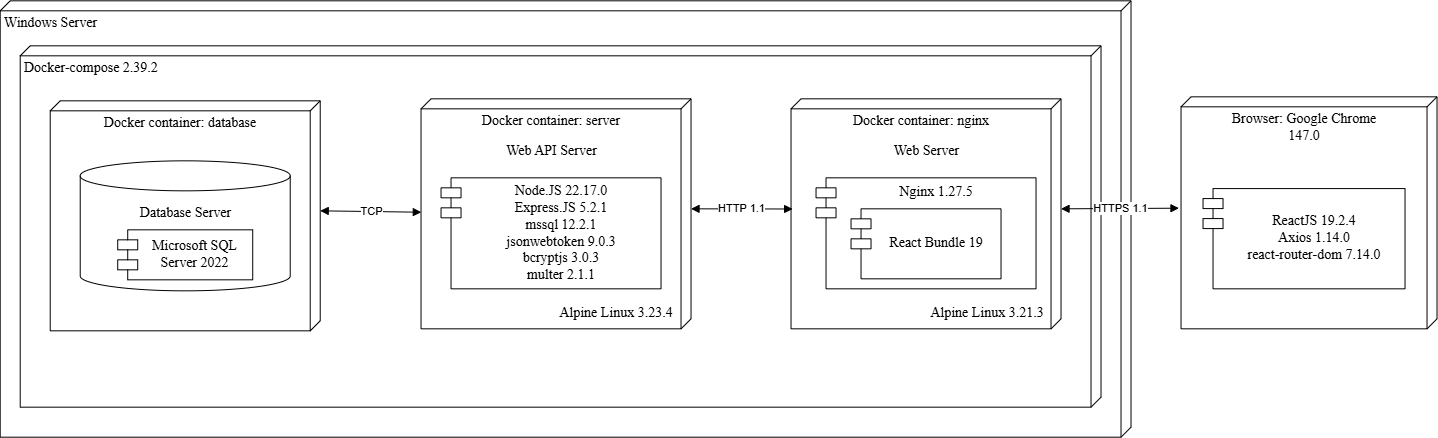 Windows Server
Docker-compose 2.39.2
Docker container: database
Database Server
Microsoft SQL
Server 2022
TCP
Docker container: server
Web API Server
Node.JS 22.17.0
Express.JS 5.2.1
mssql 12.2.1
jsonwebtoken 9.0.3
bcryptjs 3.0.3
multer 2.1.1
Alpine Linux 3.23.4
HTTP 1.1
Docker container: nginx
Web Server
Nginx 1.27.5
React Bundle 19
Alpine Linux 3.21.3
HTTPS 1.1
Browser: Google Chrome
147.0
ReactJS 19.2.4
Axios 1.14.0
react-router-dom 7.14.0